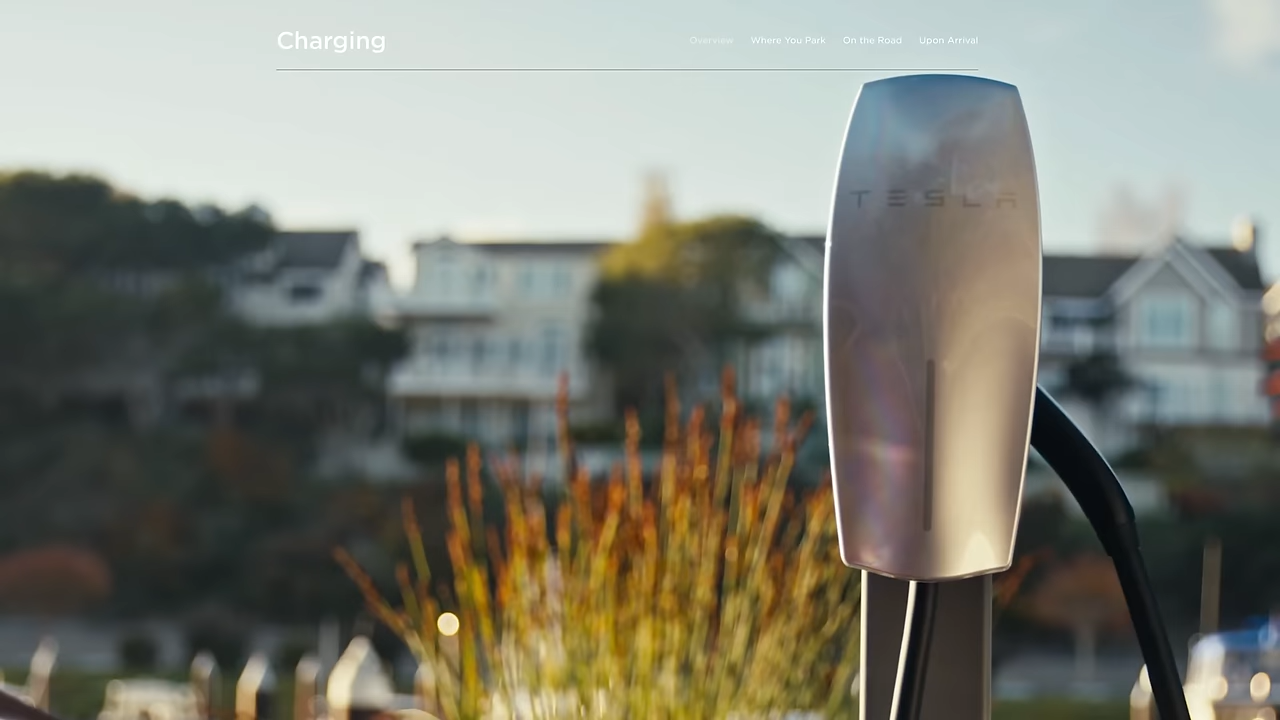 Charging
Overview
Where You Park
On the Road
Upon Arrival
TESLA